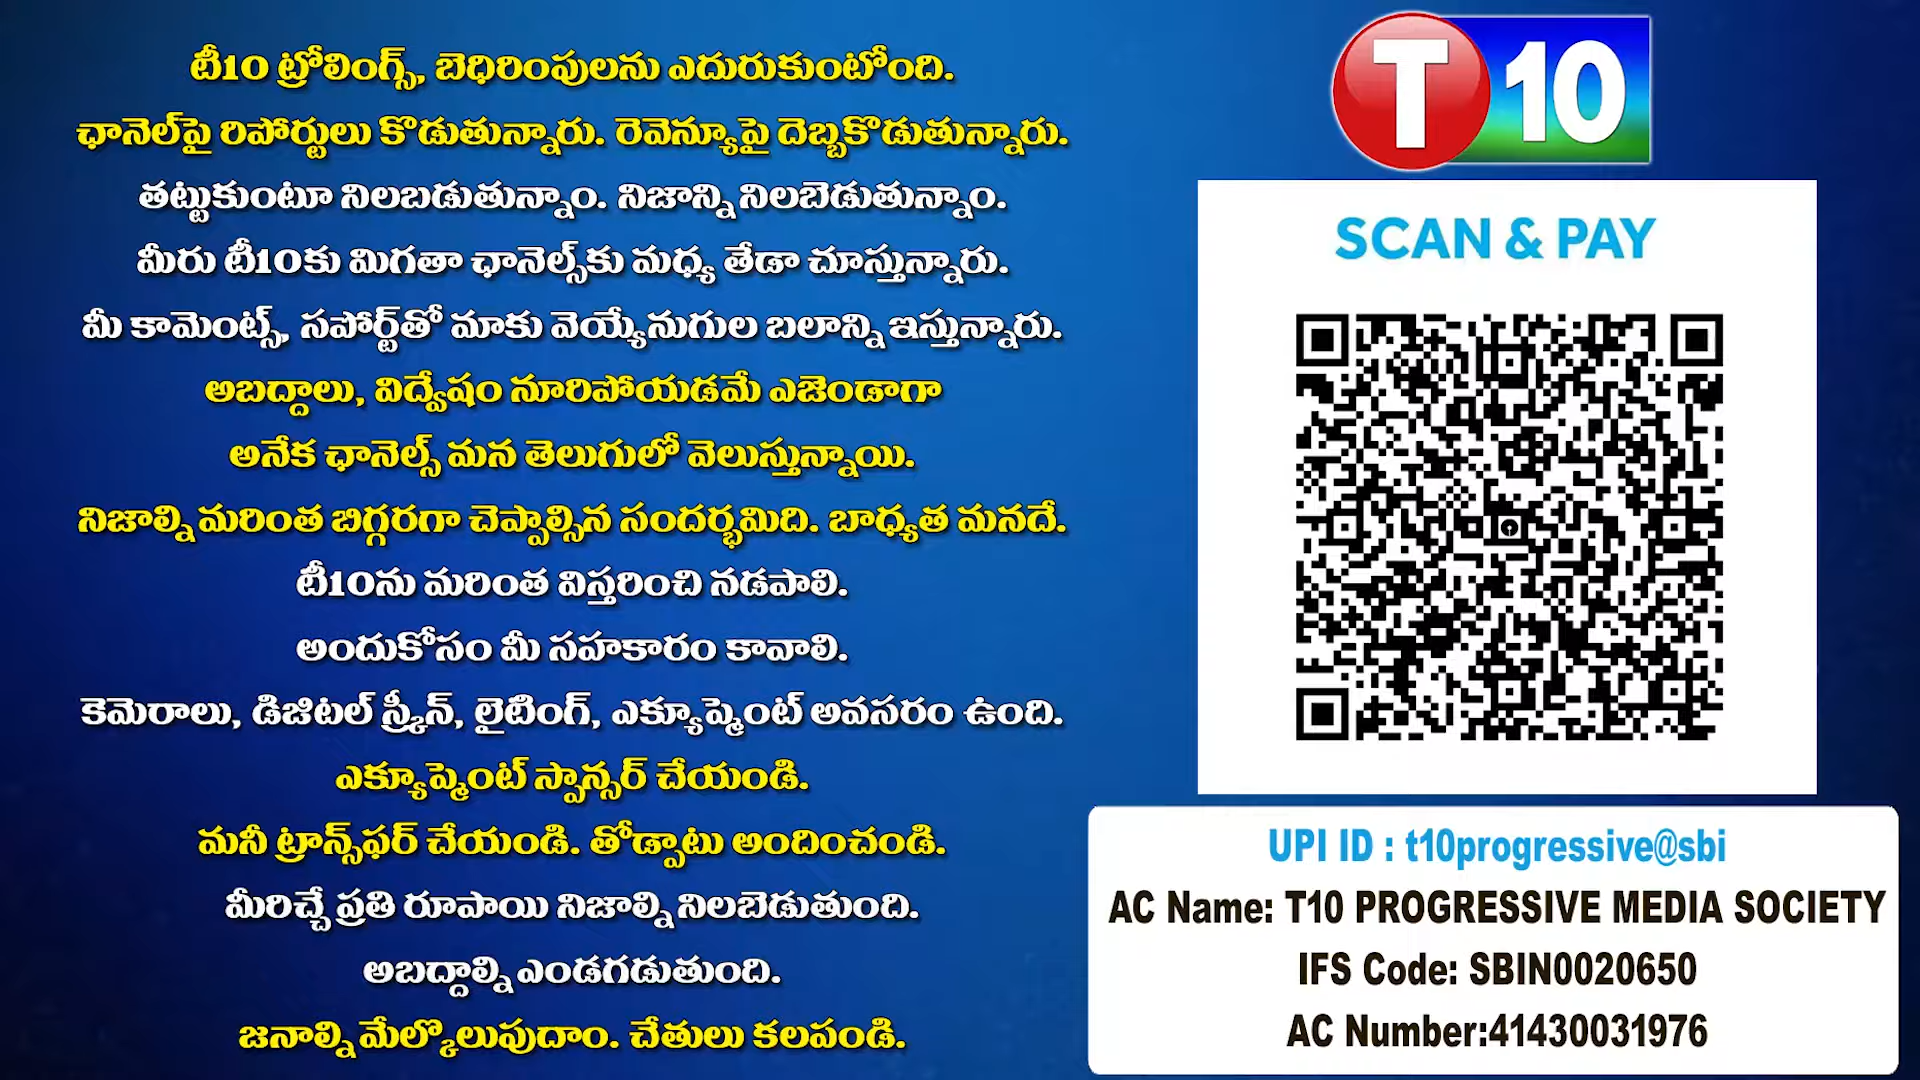 టీ10 ట్రోలింగ్స్, బెధిరింపులను ఎదురుకుంటోంది.
ఛానెల్‌పై రిపోర్టులు కొడుతున్నారు. రెవెన్యూపై దెబ్బకొడుతున్నారు.
తట్టుకుంటూ నిలబడుతున్నాం. నిజాన్ని నిలబెడుతున్నాం.
మీరు టీ10కు మిగతా ఛానెల్స్‌కు మధ్య తేడా చూస్తున్నారు.
మీ కామెంట్స్, సపోర్ట్‌తో మాకు వెయ్యేనుగుల బలాన్ని ఇస్తున్నారు.
అబద్దాలు, విద్వేషం నూరిపోయడమే ఎజెండాగా
అనేక ఛానెల్స్ మన తెలుగులో వెలుస్తున్నాయి.
నిజాల్ని మరింత బిగ్గరగా చెప్పాల్సిన సందర్భమిది. బాధ్యత మనదే.
టీ10ను మరింత విస్తరించి నడపాలి.
అందుకోసం మీ సహకారం కావాలి.
కెమెరాలు, డిజిటల్ స్క్రీన్, లైటింగ్, ఎక్యూప్మెంట్ అవసరం ఉంది.
ఎక్యూప్మెంట్ స్పాన్సర్ చేయండి.
మనీ ట్రాన్స్‌ఫర్ చేయండి. తోడ్పాటు అందించండి.
మీరిచ్చే ప్రతి రూపాయి నిజాల్ని నిలబెడుతుంది.
అబద్దాల్ని ఎండగడుతుంది.
జనాల్ని మేల్కొలుపుదాం. చేతులు కలపండి.
T10
SCAN & PAY
UPI ID : t10progressive@sbi
AC Name: T10 PROGRESSIVE MEDIA SOCIETY
IFS Code: SBIN0020650
AC Number:41430031976